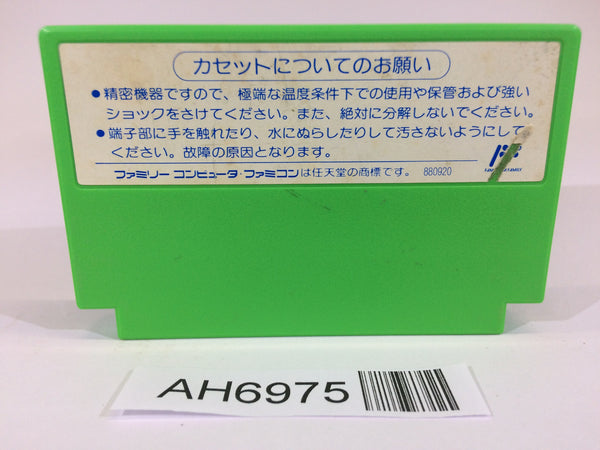 カセットについてのお願い
●精密機器ですので、極端な温度条件下での使用や保管および強い
ショックをさけてください。また、絶対に分解しないでください。
●端子部に手を触れたり、水にぬらしたりして汚さないようにして
ください。故障の原因となります。
ファミリー コンピュータ・ファミコンは任天堂の商標です。 880920
AH6975